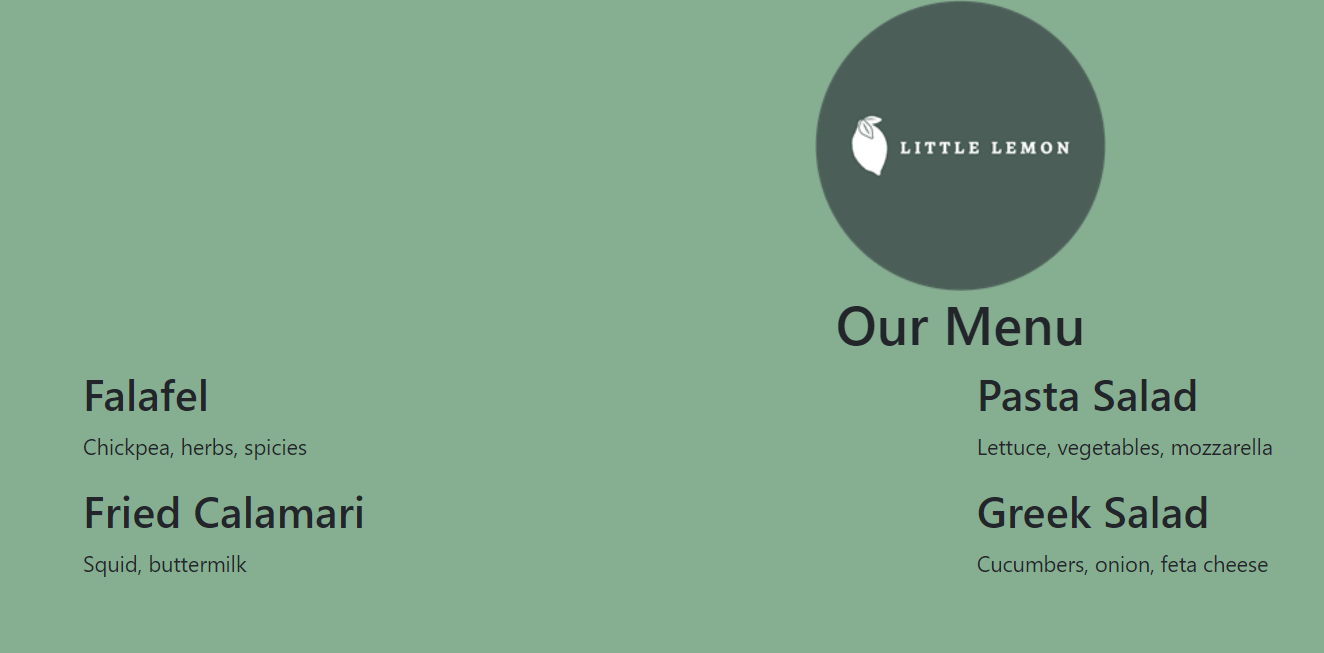 LITTLE LEMON
Our Menu
Falafel
Chickpea, herbs, spicies
Fried Calamari
Squid, buttermilk
Pasta Salad
Lettuce, vegetables, mozzarella
Greek Salad
Cucumbers, onion, feta cheese